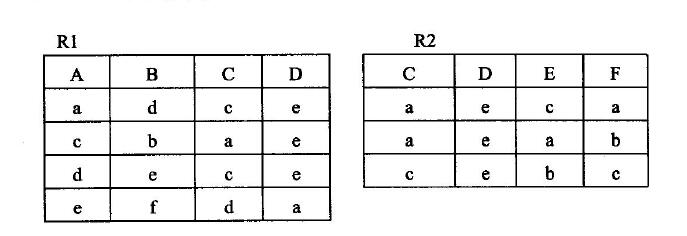 R1 R2
A B C D C D E F
a d c e a e c a
c b a e a e a b
d e c e c e b c
e f d a